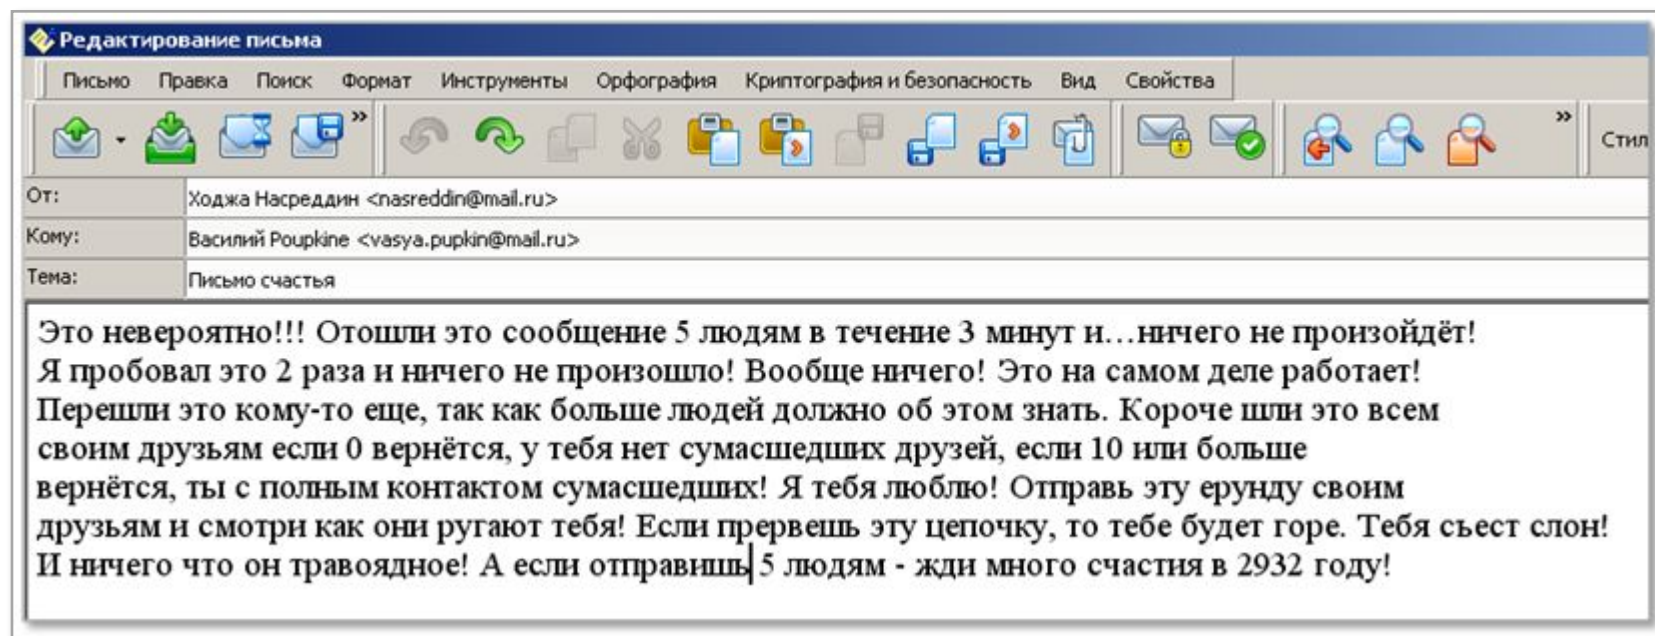 Редактирование письма
Письмо Правка Поиск Формат Инструменты Орфография Криптография и безопасность Вид Свойства
» » Стил
От: Ходжа Насреддин <nasreddin@mail.ru>
Кому: Василий Poupkine <vasya.pupkin@mail.ru>
Тема: Письмо счастья
Это невероятно!!! Отошли это сообщение 5 людям в течение 3 минут и…ничего не произойдёт!
Я пробовал это 2 раза и ничего не произошло! Вообще ничего! Это на самом деле работает!
Перешли это кому-то еще, так как больше людей должно об этом знать. Короче шли это всем
своим друзьям если 0 вернётся, у тебя нет сумасшедших друзей, если 10 или больше
вернётся, ты с полным контактом сумасшедших! Я тебя люблю! Отправь эту ерунду своим
друзьям и смотри как они ругают тебя! Если прервешь эту цепочку, то тебе будет горе. Тебя сьест слон!
И ничего что он травоядное! А если отправишь 5 людям - жди много счастия в 2932 году!